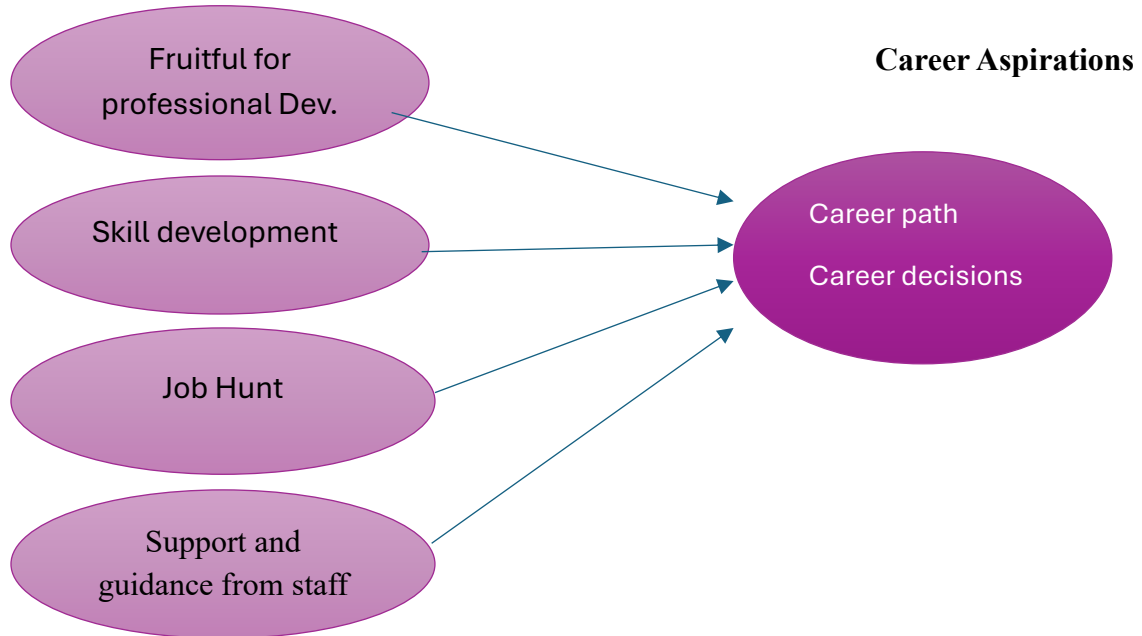 Fruitful for
professional Dev.
Career Aspirations
Skill development
Career path
Career decisions
Job Hunt
Support and
guidance from staff